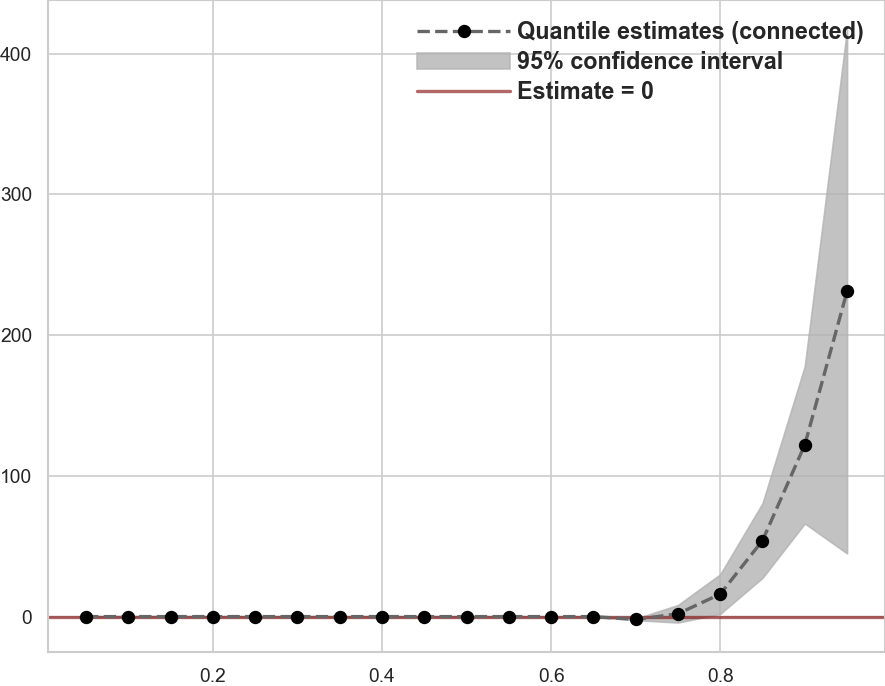 Quantile estimates (connected)
95% confidence interval
Estimate = 0
400
300
200
100
0
0.2 0.4 0.6 0.8